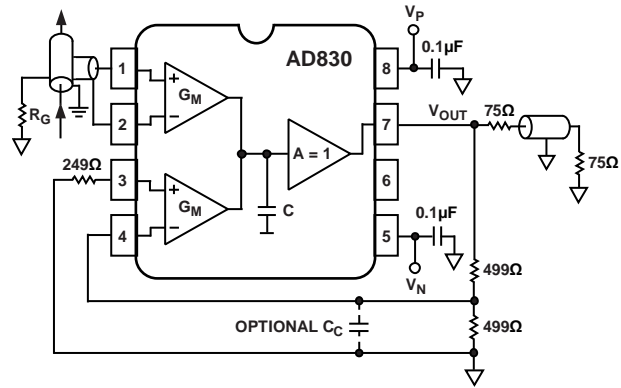 V_P
AD830
0.1µF
1
G_M
8
V_OUT
75Ω
R_G
2
A = 1
7
249Ω
75Ω
3
6
G_M
C
0.1µF
4
5
499Ω
V_N
OPTIONAL C_C
499Ω
+
−
+
−